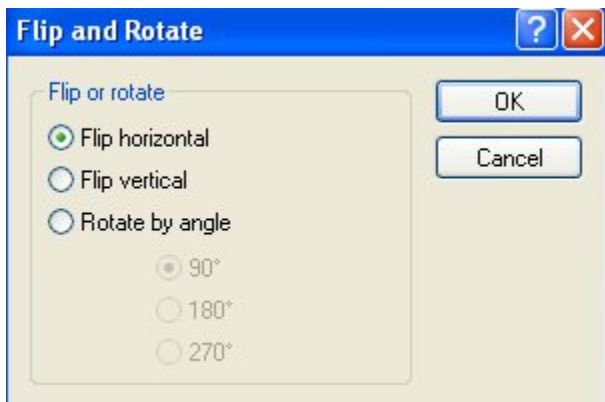 Flip and Rotate
Flip or rotate
OK
Flip horizontal
Cancel
Flip vertical
Rotate by angle
90°
180°
270°